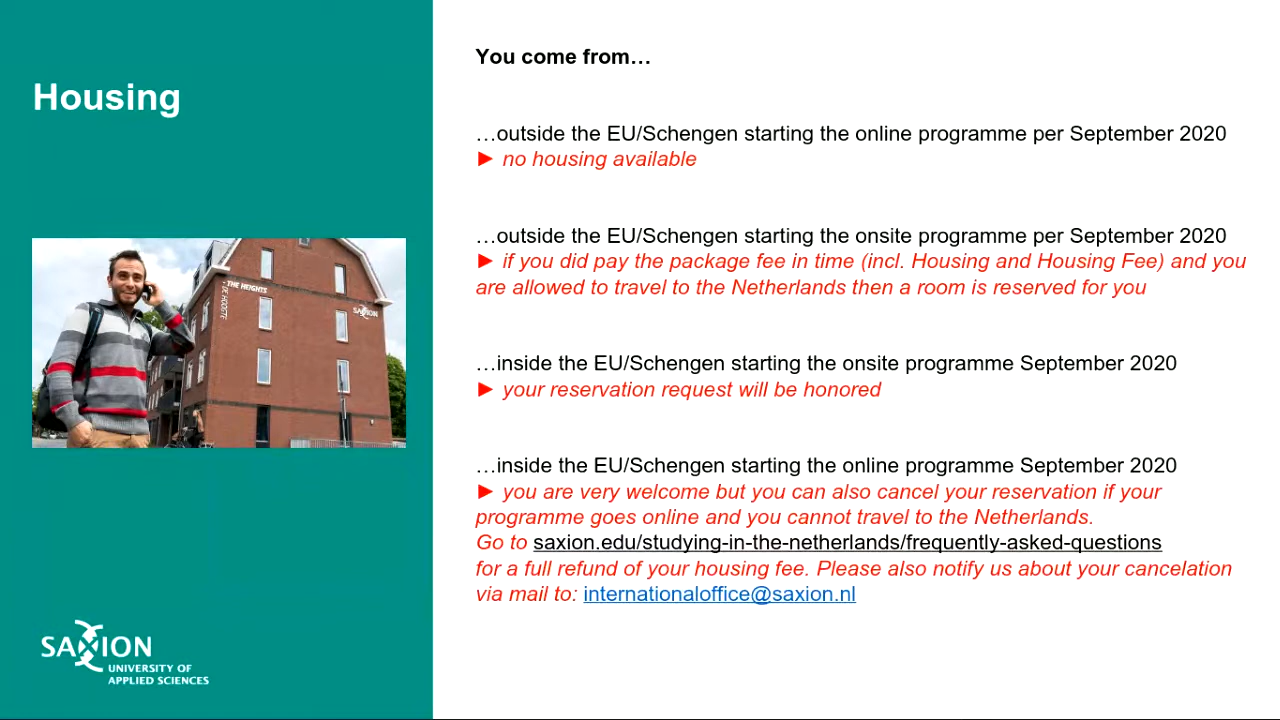 Housing
THE HEIGHTS
DE HOOGTE
SAXION
SAXION
UNIVERSITY OF
APPLIED SCIENCES
You come from…
…outside the EU/Schengen starting the online programme per September 2020
► no housing available
…outside the EU/Schengen starting the onsite programme per September 2020
► if you did pay the package fee in time (incl. Housing and Housing Fee) and you
are allowed to travel to the Netherlands then a room is reserved for you
…inside the EU/Schengen starting the onsite programme September 2020
► your reservation request will be honored
…inside the EU/Schengen starting the online programme September 2020
► you are very welcome but you can also cancel your reservation if your
programme goes online and you cannot travel to the Netherlands.
Go to saxion.edu/studying-in-the-netherlands/frequently-asked-questions
for a full refund of your housing fee. Please also notify us about your cancelation
via mail to: internationaloffice@saxion.nl